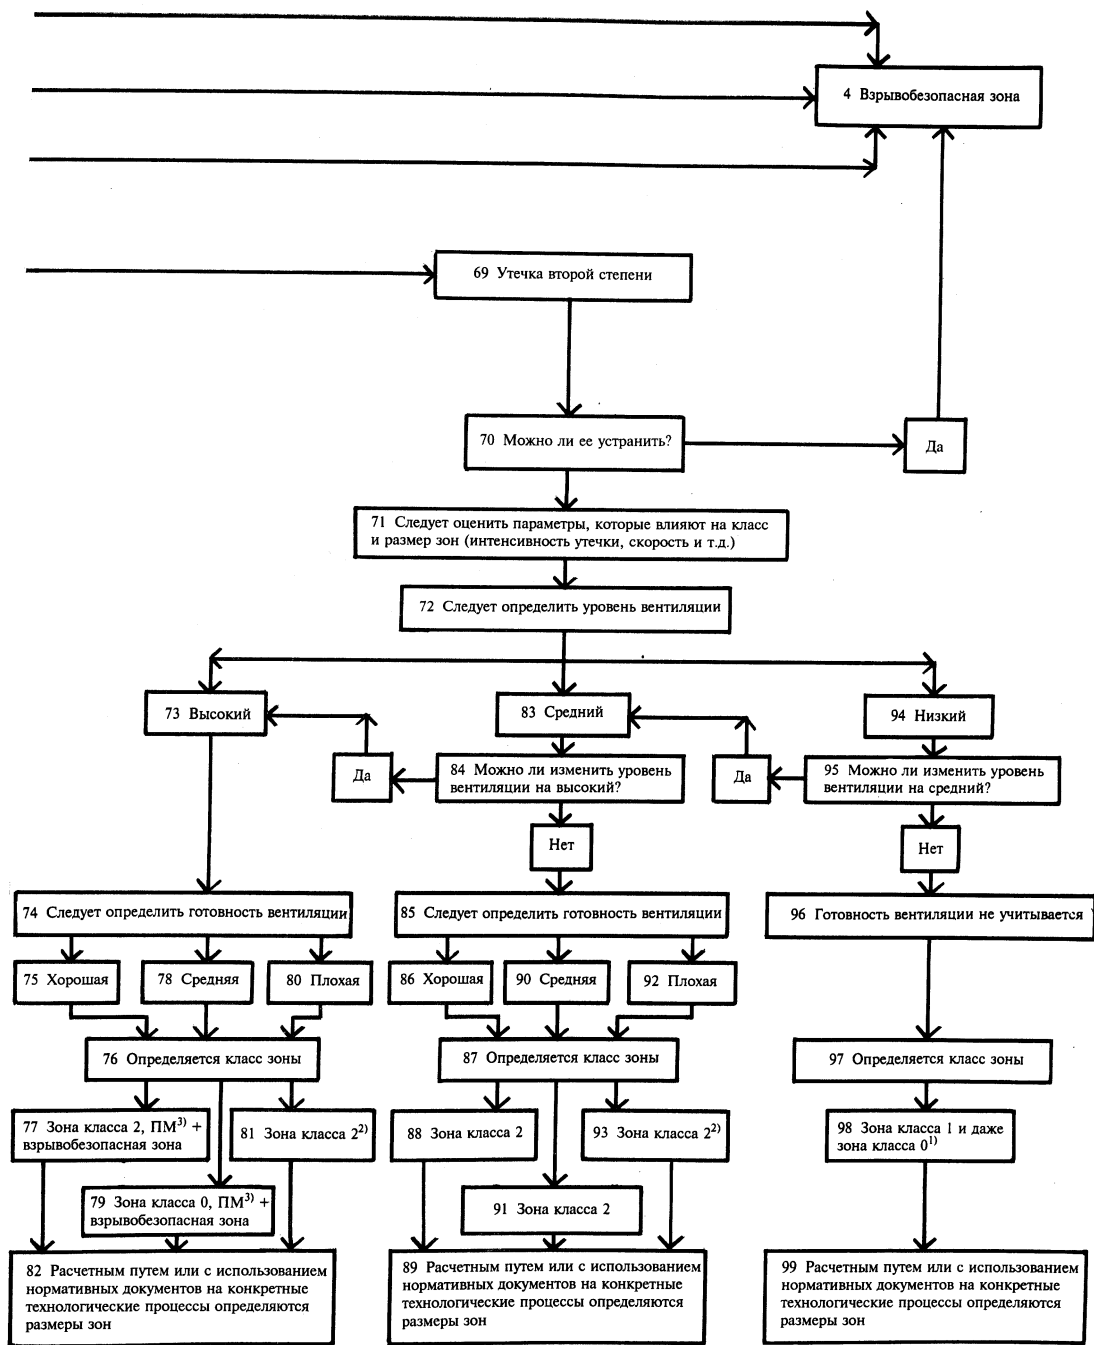 4 Взрывобезопасная зона
69 Утечка второй степени
70 Можно ли ее устранить?
Да
71 Следует оценить параметры, которые влияют на класс
и размер зон (интенсивность утечки, скорость и т.д.)
72 Следует определить уровень вентиляции
73 Высокий
83 Средний
94 Низкий
Да
84 Можно ли изменить уровень
вентиляции на высокий?
Да
95 Можно ли изменить уровень
вентиляции на средний?
Нет
Нет
74 Следует определить готовность вентиляции
85 Следует определить готовность вентиляции
96 Готовность вентиляции не учитывается
75 Хорошая
78 Средняя
80 Плохая
86 Хорошая
90 Средняя
92 Плохая
76 Определяется класс зоны
87 Определяется класс зоны
97 Определяется класс зоны
77 Зона класса 2, ПМ³⁾ +
взрывобезопасная зона
81 Зона класса 2²⁾
88 Зона класса 2
93 Зона класса 2²⁾
98 Зона класса 1 и даже
зона класса 0¹⁾
79 Зона класса 0, ПМ³⁾ +
взрывобезопасная зона
91 Зона класса 2
82 Расчетным путем или с использованием
нормативных документов на конкретные
технологические процессы определяются
размеры зон
89 Расчетным путем или с использованием
нормативных документов на конкретные
технологические процессы определяются
размеры зон
99 Расчетным путем или с использованием
нормативных документов на конкретные
технологические процессы определяются
размеры зон